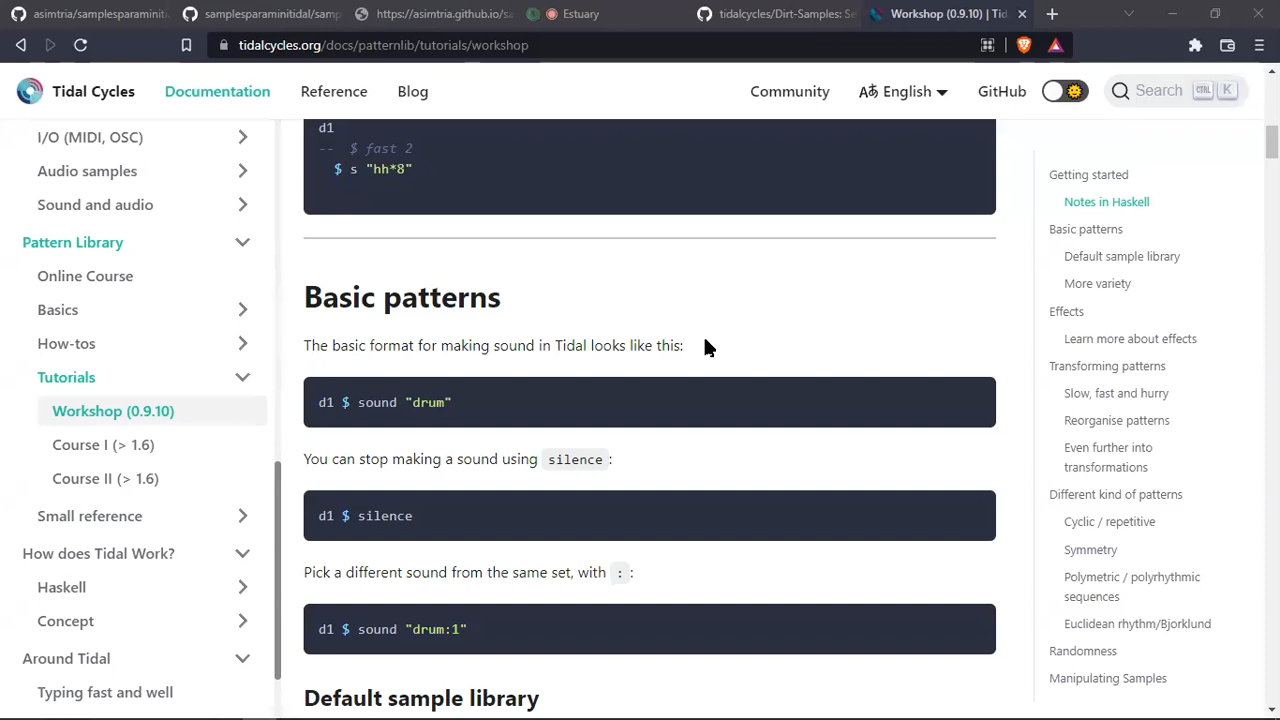 asimtria/samplesparaminit
samplesparaminitidal/samp
https://asimtria.github.io/sa
Estuary
tidalcycles/Dirt-Samples: Se
Workshop (0.9.10) | Tid
tidalcycles.org/docs/patternlib/tutorials/workshop
Tidal Cycles
Documentation
Reference
Blog
Community
English
GitHub
Search CTRL K
I/O (MIDI, OSC)
Audio samples
Sound and audio
Pattern Library
Online Course
Basics
How-tos
Tutorials
Workshop (0.9.10)
Course I (> 1.6)
Course II (> 1.6)
Small reference
How does Tidal Work?
Haskell
Concept
Around Tidal
Typing fast and well
d1
-- $ fast 2
$ s "hh*8"
Basic patterns
The basic format for making sound in Tidal looks like this:
d1 $ sound "drum"
You can stop making a sound using silence:
d1 $ silence
Pick a different sound from the same set, with : :
d1 $ sound "drum:1"
Default sample library
Getting started
Notes in Haskell
Basic patterns
Default sample library
More variety
Effects
Learn more about effects
Transforming patterns
Slow, fast and hurry
Reorganise patterns
Even further into
transformations
Different kind of patterns
Cyclic / repetitive
Symmetry
Polymetric / polyrhythmic
sequences
Euclidean rhythm/Bjorklund
Randomness
Manipulating Samples